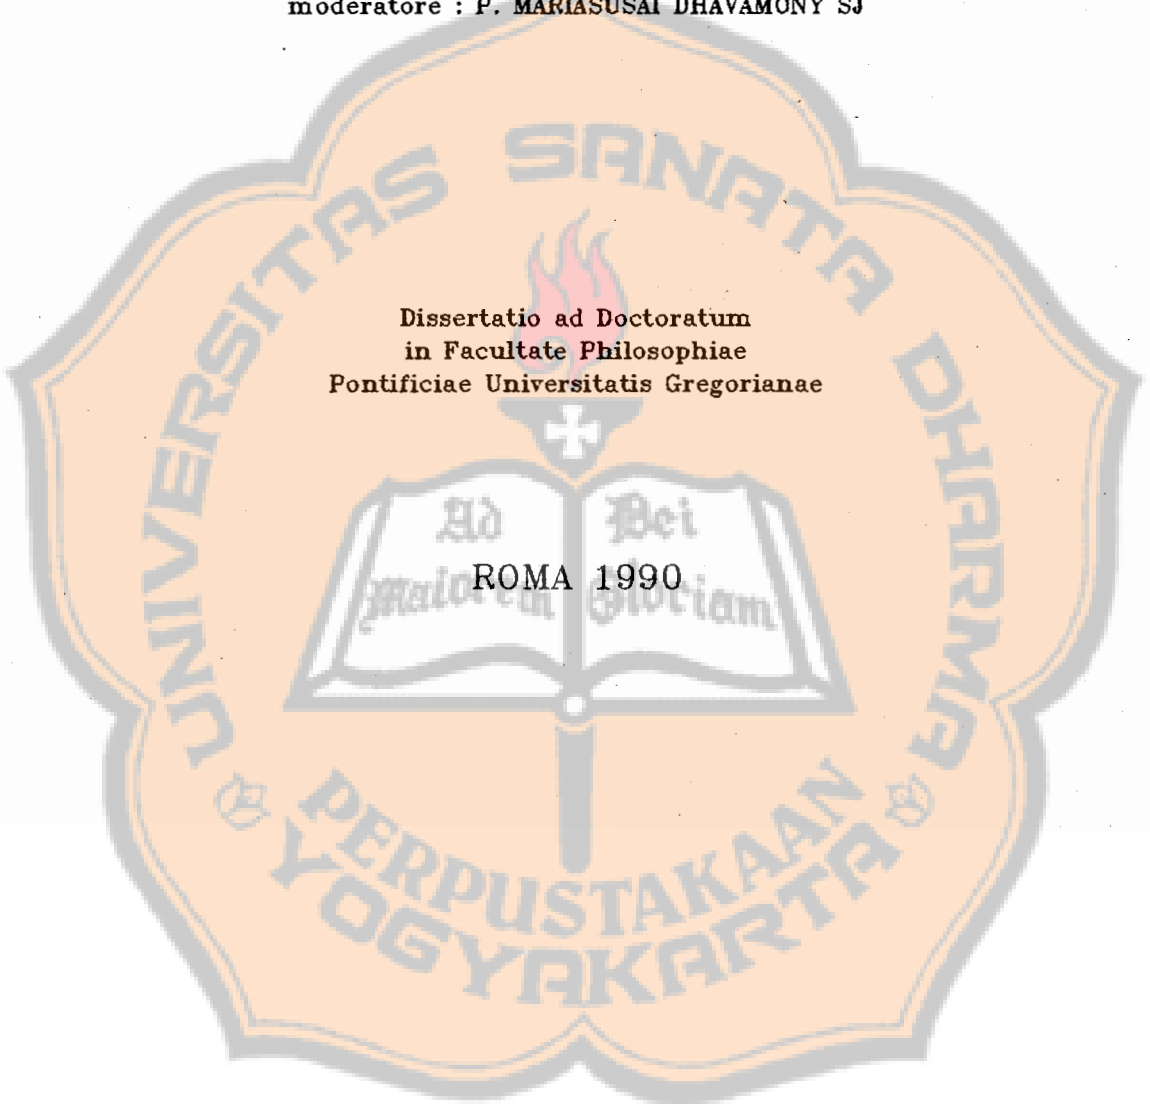 moderatore : P. MARIASUSAI DHAVAMONY SJ
UNIVERSITAS SANATA DHARMA
Dissertatio ad Doctoratum
in Facultate Philosophiae
Pontificiae Universitatis Gregorianae
Ad Dei
maiorem Gloriam
ROMA 1990
PERPUSTAKAAN
YOGYAKARTA